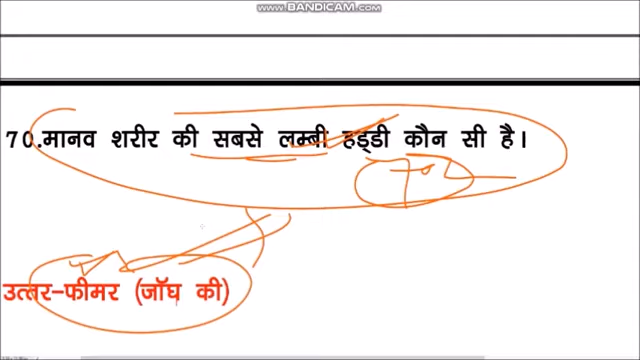 www.BANDICAM.com
70.मानव शरीर की सबसे लम्बी हड्डी कौन सी है।
उत्तर-फीमर (जाँघ की)